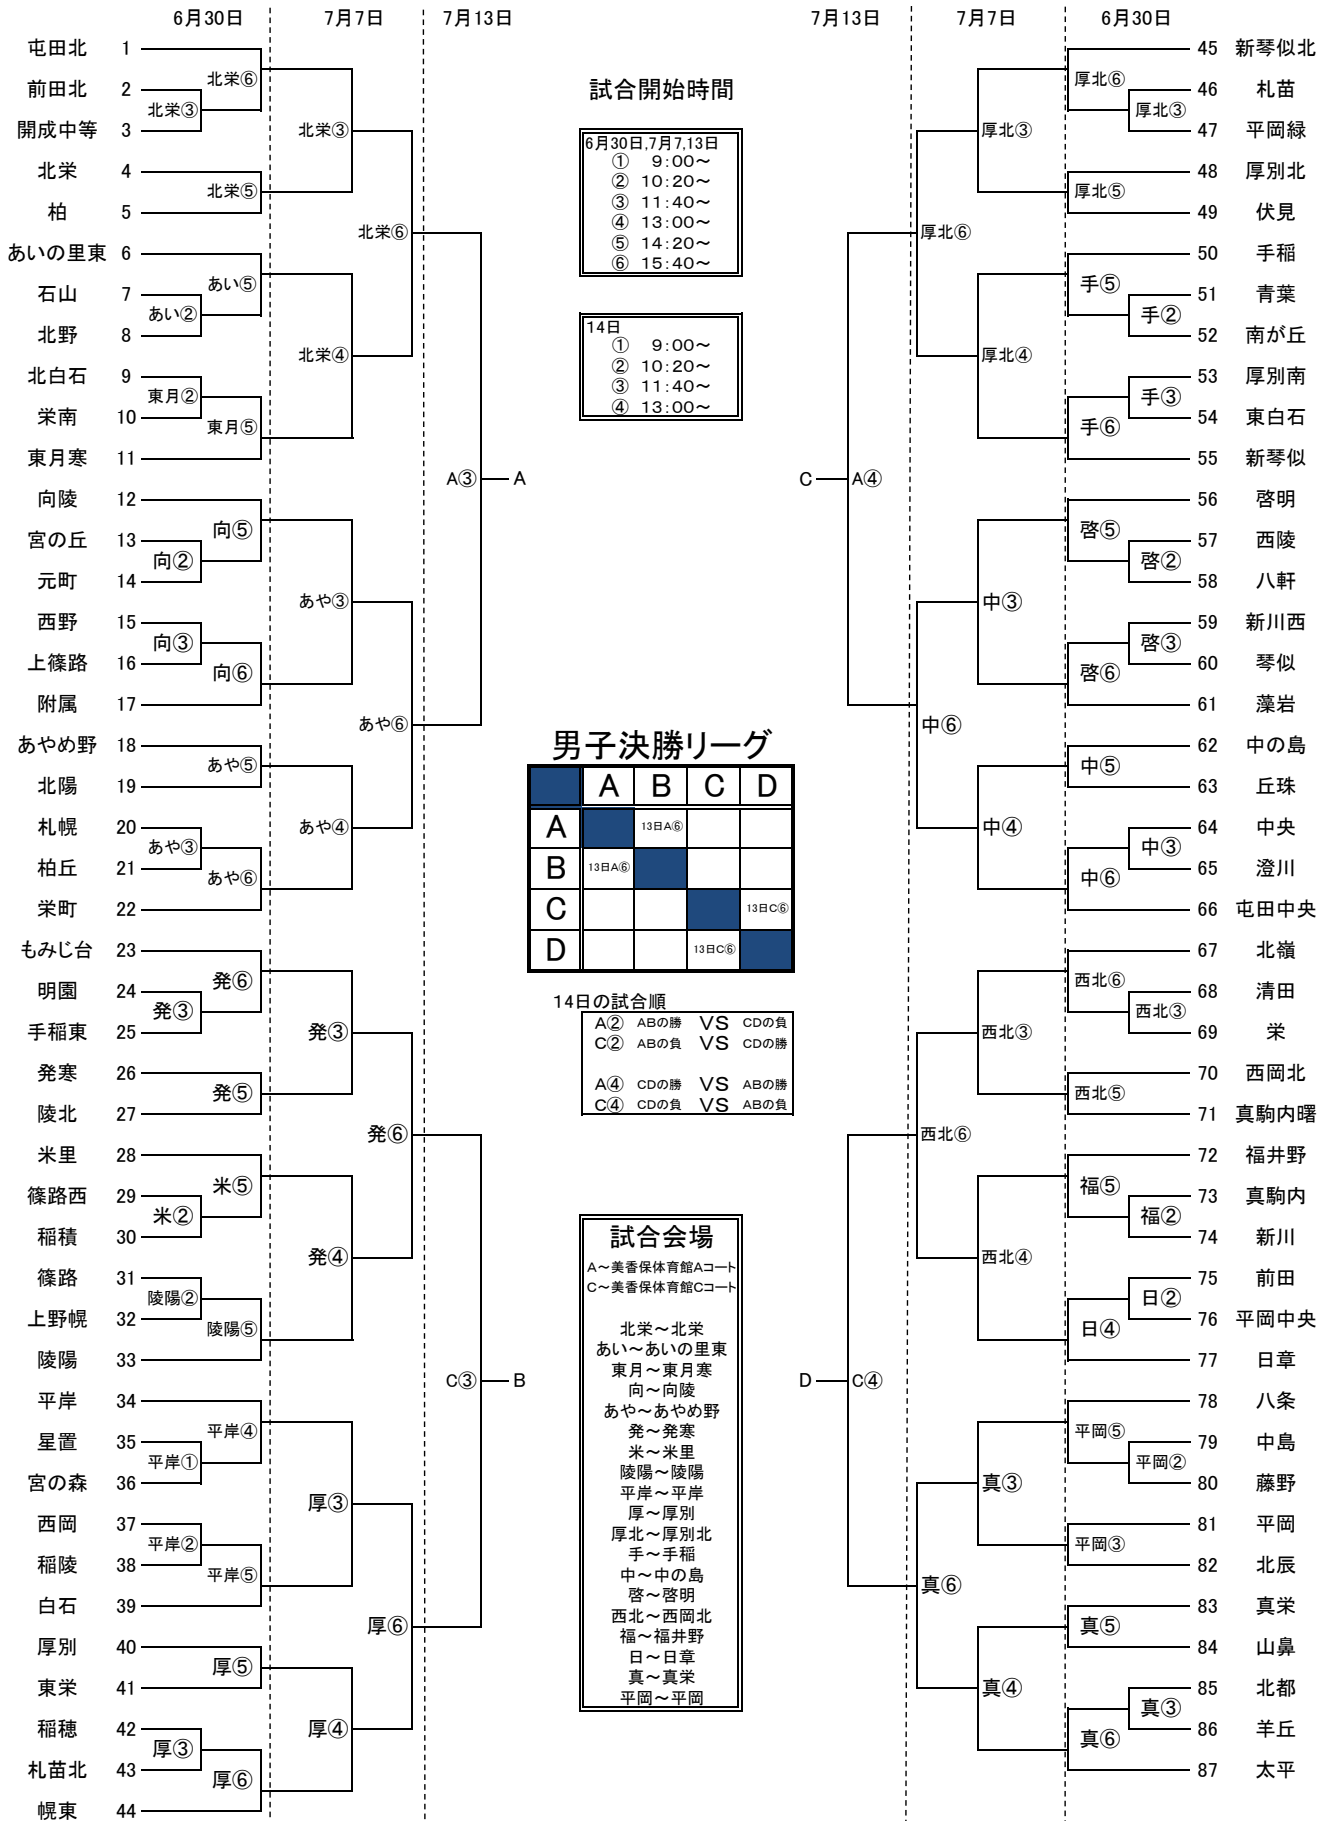 6月30日 7月7日 7月13日
屯田北 1
前田北 2
開成中等 3
北栄 4
柏 5
あいの里東 6
石山 7
北野 8
北白石 9
栄南 10
東月寒 11
向陵 12
宮の丘 13
元町 14
西野 15
上篠路 16
附属 17
あやめ野 18
北陽 19
札幌 20
柏丘 21
栄町 22
もみじ台 23
明園 24
手稲東 25
発寒 26
陵北 27
米里 28
篠路西 29
稲積 30
篠路 31
上野幌 32
陵陽 33
平岸 34
星置 35
宮の森 36
西岡 37
稲陵 38
白石 39
厚別 40
東栄 41
稲穂 42
札苗北 43
幌東 44
北栄③
あい②
東月②
向②
向③
あや③
発③
米②
陵陽②
平岸①
平岸②
厚③
北栄⑥
北栄⑤
あい⑤
東月⑤
向⑤
向⑥
あや⑤
あや⑥
発⑥
発⑤
米⑤
陵陽⑤
平岸④
平岸⑤
厚⑤
厚⑥
北栄③
北栄④
あや③
あや④
発③
発④
厚③
厚④
北栄⑥
あや⑥
発⑥
厚⑥
A③ A
C③ B
試合開始時間
6月30日,7月7,13日
① 9:00～
② 10:20～
③ 11:40～
④ 13:00～
⑤ 14:20～
⑥ 15:40～
14日
① 9:00～
② 10:20～
③ 11:40～
④ 13:00～
男子決勝リーグ
A B C D
A 13日A⑥
B 13日A⑥
C 13日C⑥
D 13日C⑥
14日の試合順
A② ABの勝 VS CDの負
C② ABの負 VS CDの勝
A④ CDの勝 VS ABの勝
C④ CDの負 VS ABの負
試合会場
A～美香保体育館Aコート
C～美香保体育館Cコート
北栄～北栄
あい～あいの里東
東月～東月寒
向～向陵
あや～あやめ野
発～発寒
米～米里
陵陽～陵陽
平岸～平岸
厚～厚別
厚北～厚別北
手～手稲
中～中の島
啓～啓明
西北～西岡北
福～福井野
日～日章
真～真栄
平岡～平岡
7月13日 7月7日 6月30日
C A④
D C④
厚北⑥
中⑥
西北⑥
真⑥
厚北③
厚北④
中③
中④
西北③
西北④
真③
真④
厚北⑥
厚北⑤
手⑤
手⑥
啓⑤
啓⑥
中⑤
中⑥
西北⑥
西北⑤
福⑤
日④
平岡⑤
平岡③
真⑤
真⑥
厚北③
手②
手③
啓②
啓③
中③
西北③
福②
日②
平岡②
真③
45 新琴似北
46 札苗
47 平岡緑
48 厚別北
49 伏見
50 手稲
51 青葉
52 南が丘
53 厚別南
54 東白石
55 新琴似
56 啓明
57 西陵
58 八軒
59 新川西
60 琴似
61 藻岩
62 中の島
63 丘珠
64 中央
65 澄川
66 屯田中央
67 北嶺
68 清田
69 栄
70 西岡北
71 真駒内曙
72 福井野
73 真駒内
74 新川
75 前田
76 平岡中央
77 日章
78 八条
79 中島
80 藤野
81 平岡
82 北辰
83 真栄
84 山鼻
85 北都
86 羊丘
87 太平